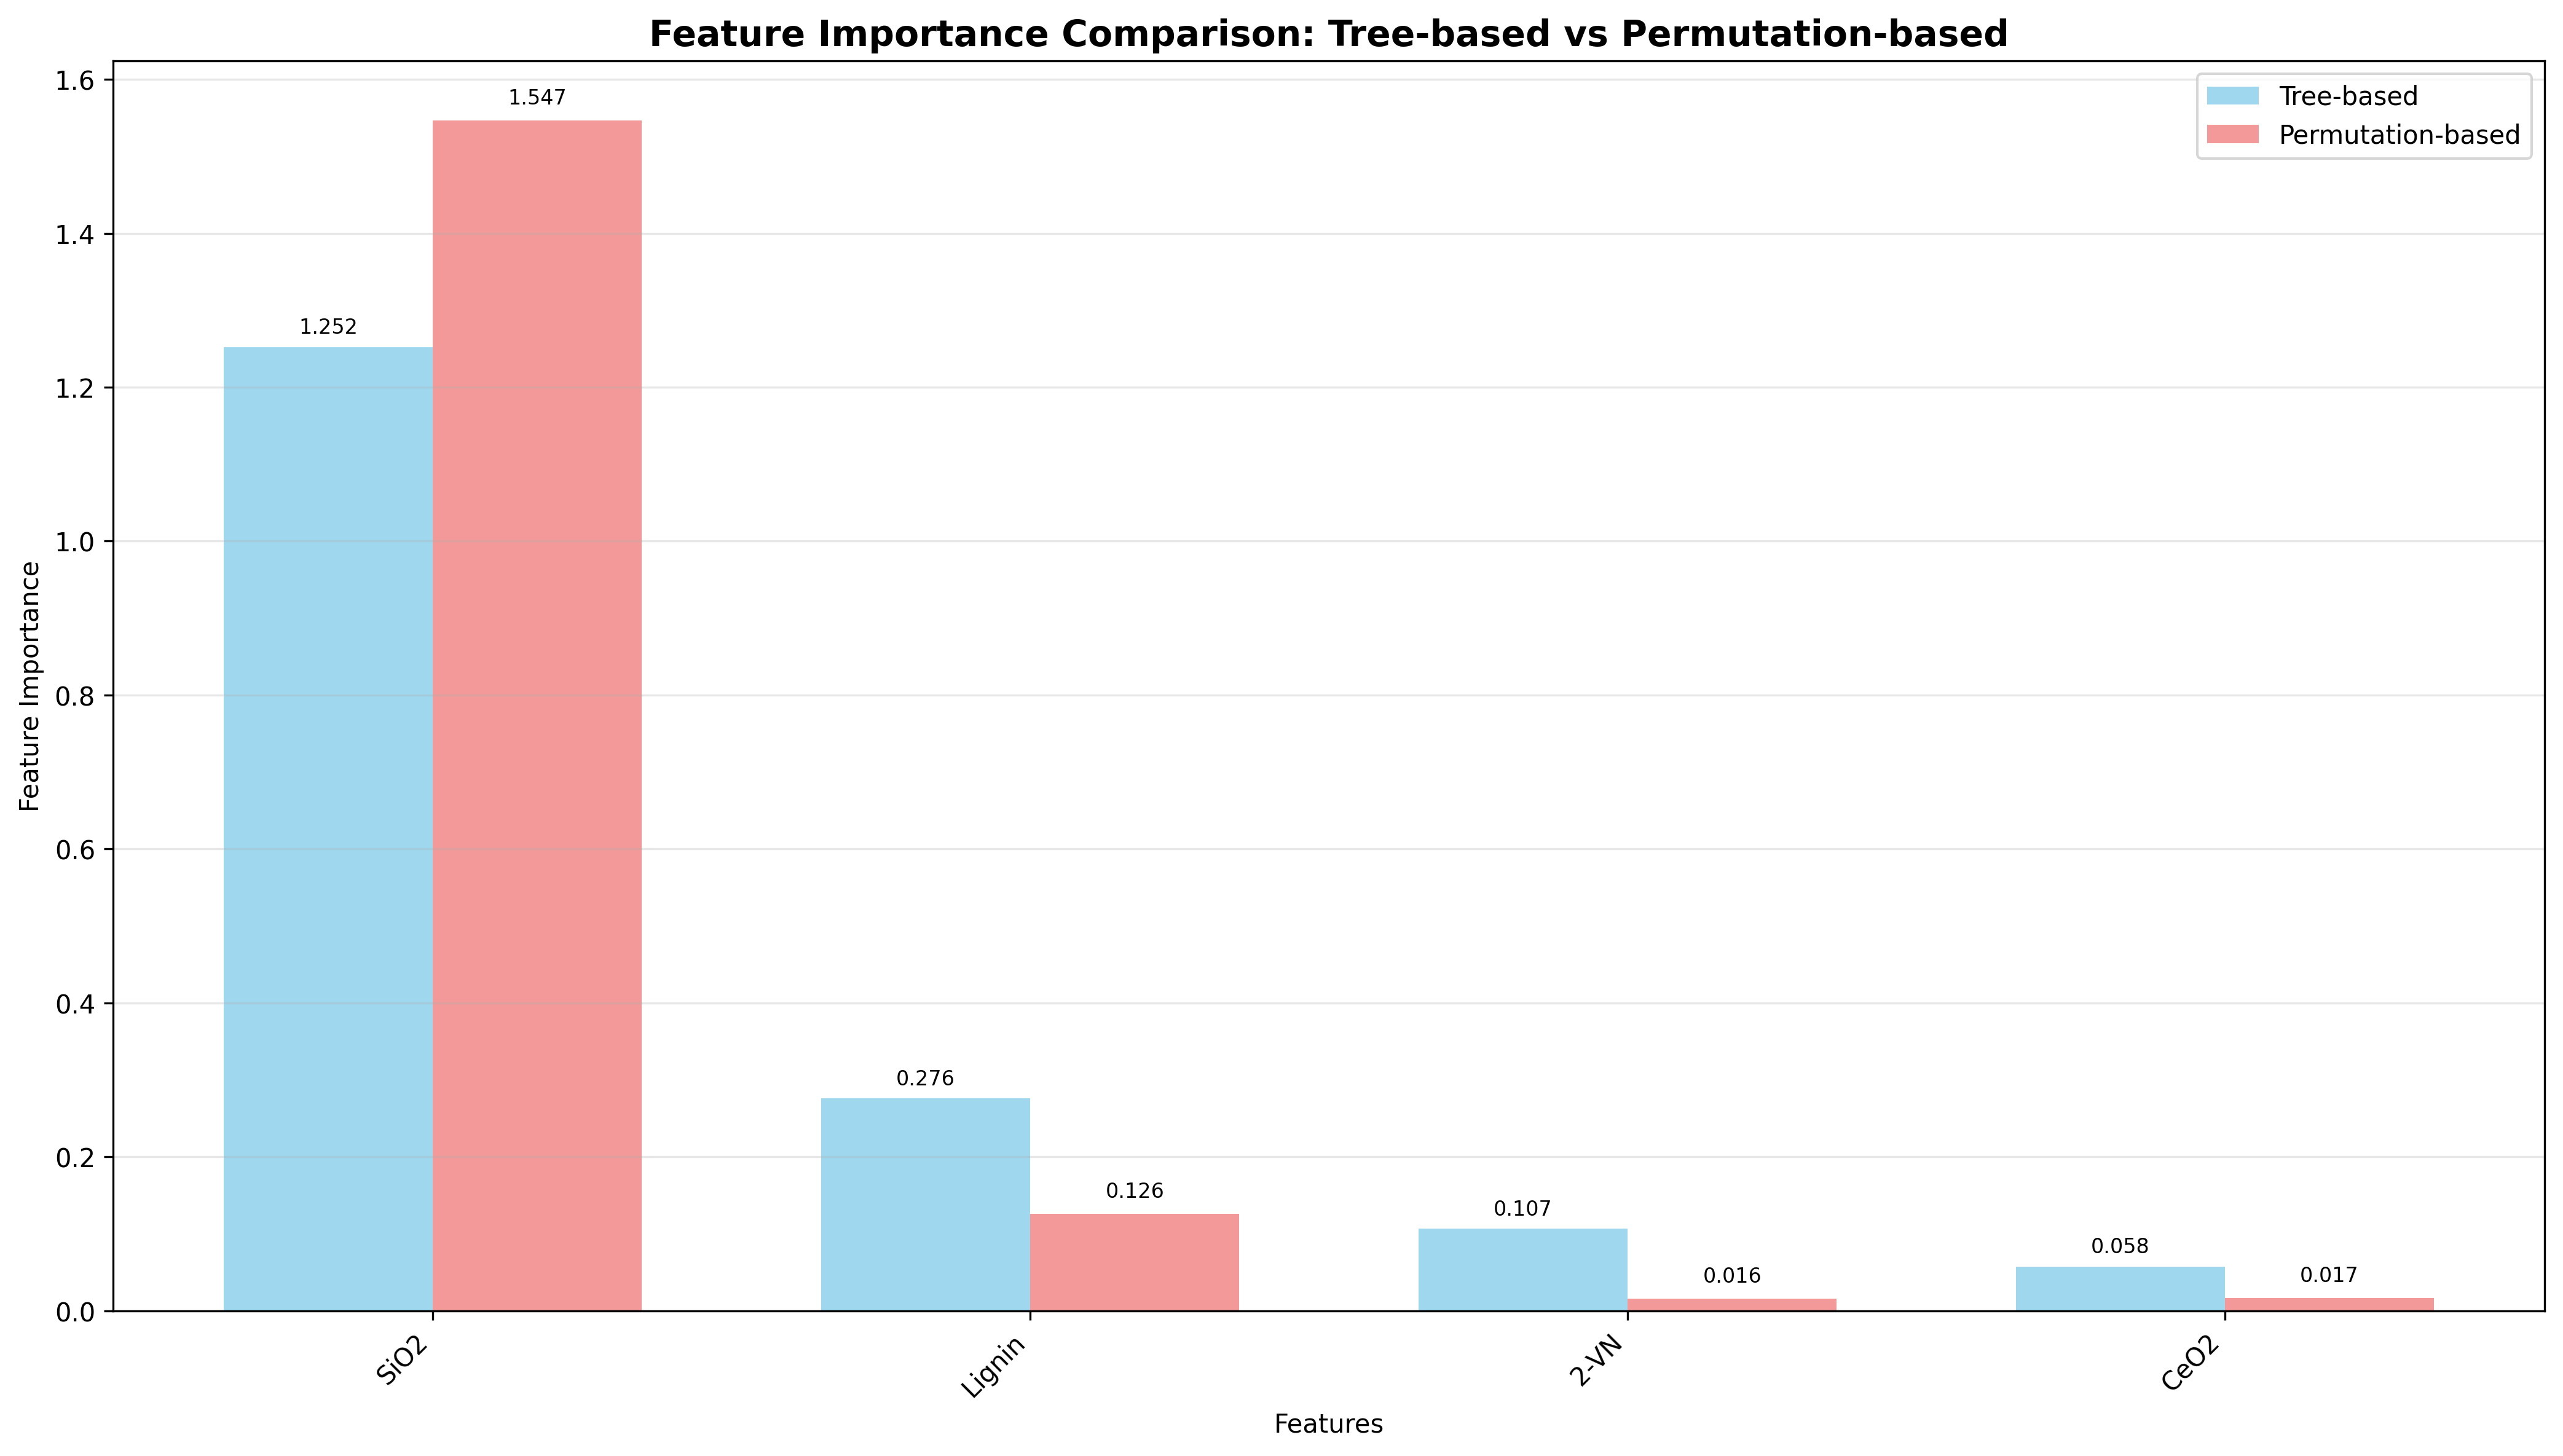 Feature Importance Comparison: Tree-based vs Permutation-based
Tree-based
Permutation-based
Feature Importance
1.6
1.4
1.2
1.0
0.8
0.6
0.4
0.2
0.0
1.252
1.547
0.276
0.126
0.107
0.016
0.058
0.017
SiO2
Lignin
2-VN
CeO2
Features